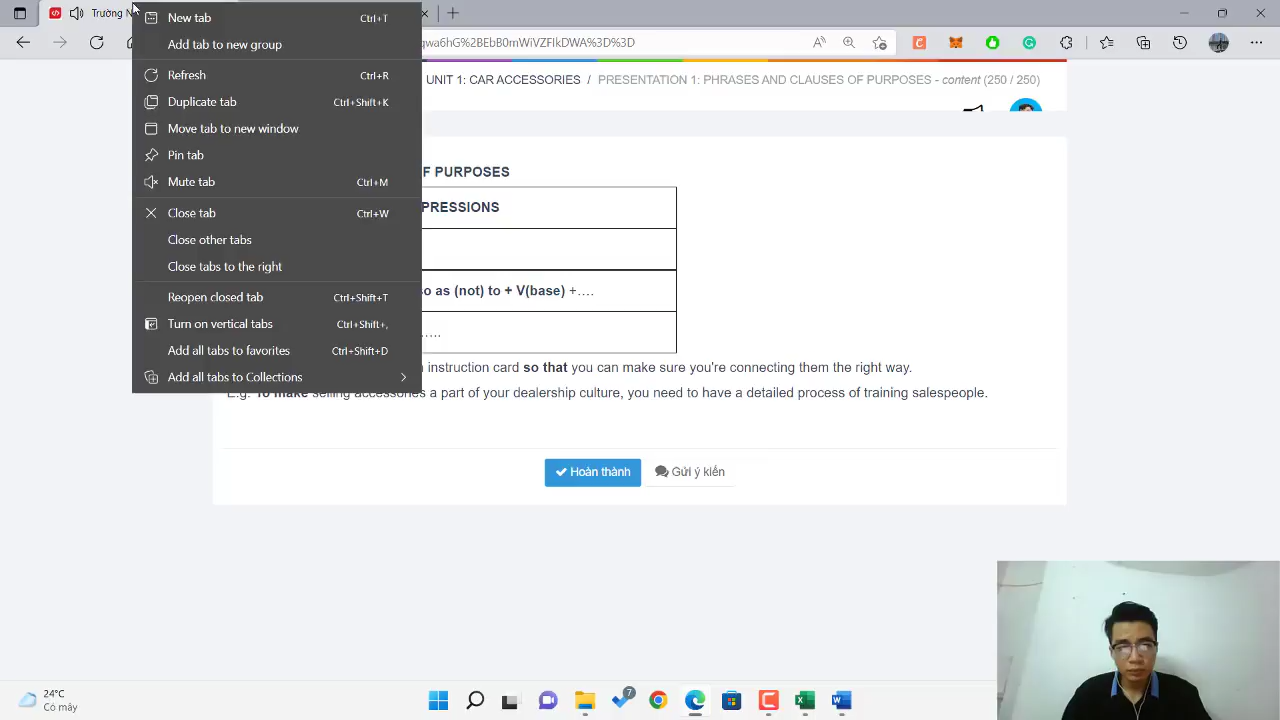 Trường N
New tab Ctrl+T
Add tab to new group
Refresh Ctrl+R
Duplicate tab Ctrl+Shift+K
Move tab to new window
Pin tab
Mute tab Ctrl+M
Close tab Ctrl+W
Close other tabs
Close tabs to the right
Reopen closed tab Ctrl+Shift+T
Turn on vertical tabs Ctrl+Shift+,
Add all tabs to favorites Ctrl+Shift+D
Add all tabs to Collections
qwa6hG%2BEbB0mWiVZFIkDWA%3D%3D
UNIT 1: CAR ACCESSORIES / PRESENTATION 1: PHRASES AND CLAUSES OF PURPOSES - content (250 / 250)
F PURPOSES
PRESSIONS
so as (not) to + V(base) +....
.....
instruction card so that you can make sure you're connecting them the right way.
E.g. To make selling accessories a part of your dealership culture, you need to have a detailed process of training salespeople.
Hoàn thành Gửi ý kiến
24°C
Có mây
7